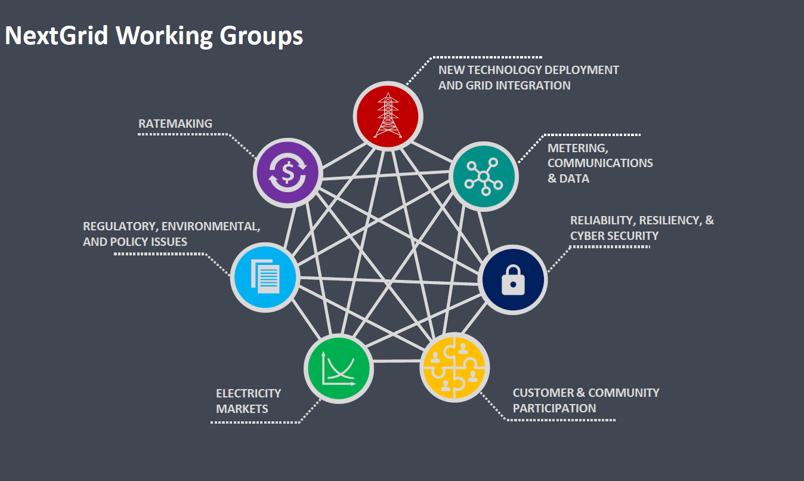 NextGrid Working Groups
NEW TECHNOLOGY DEPLOYMENT
AND GRID INTEGRATION
RATEMAKING
METERING,
COMMUNICATIONS
& DATA
REGULATORY, ENVIRONMENTAL,
AND POLICY ISSUES
RELIABILITY, RESILIENCY, &
CYBER SECURITY
ELECTRICITY
MARKETS
CUSTOMER & COMMUNITY
PARTICIPATION
$